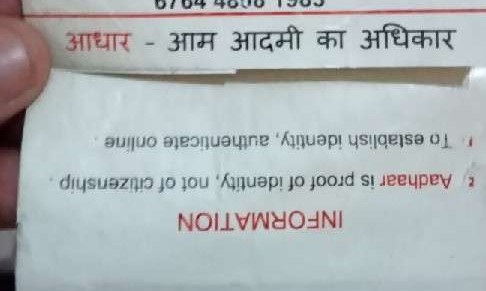 आधार - आम आदमी का अधिकार
INFORMATION
Aadhaar is proof of identity, not of citizenship .
To establish identity, authenticate online .